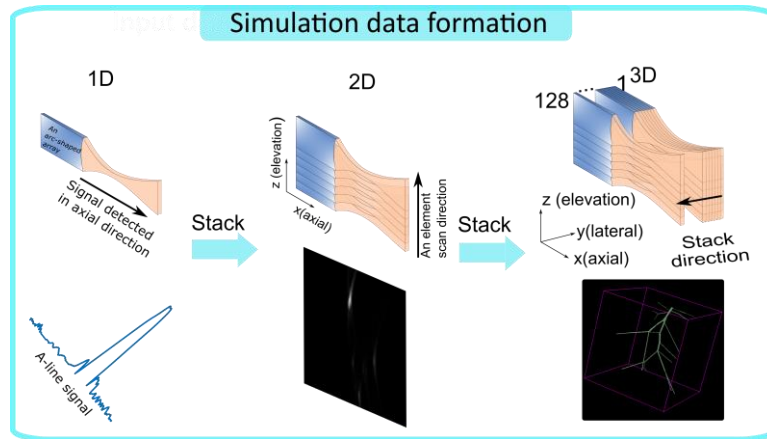 Simulation data formation
1D
2D
3D
128
1
An
arc-shaped
array
Signal detected
in axial direction
Stack
z (elevation)
x(axial)
An element
scan direction
Stack
z (elevation)
y(lateral)
x(axial)
Stack
direction
A-line signal